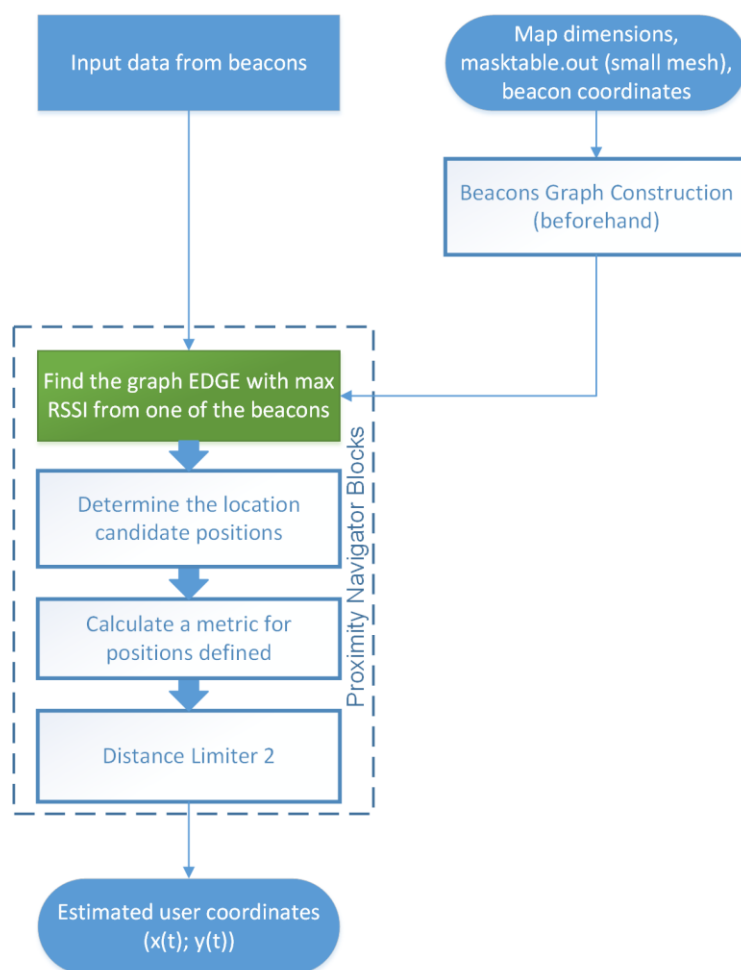 Input data from beacons
Map dimensions,
masktable.out (small mesh),
beacon coordinates
Beacons Graph Construction
(beforehand)
Find the graph EDGE with max
RSSI from one of the beacons
Determine the location
candidate positions
Calculate a metric for
positions defined
Distance Limiter 2
Proximity Navigator Blocks
Estimated user coordinates
(x(t); y(t))